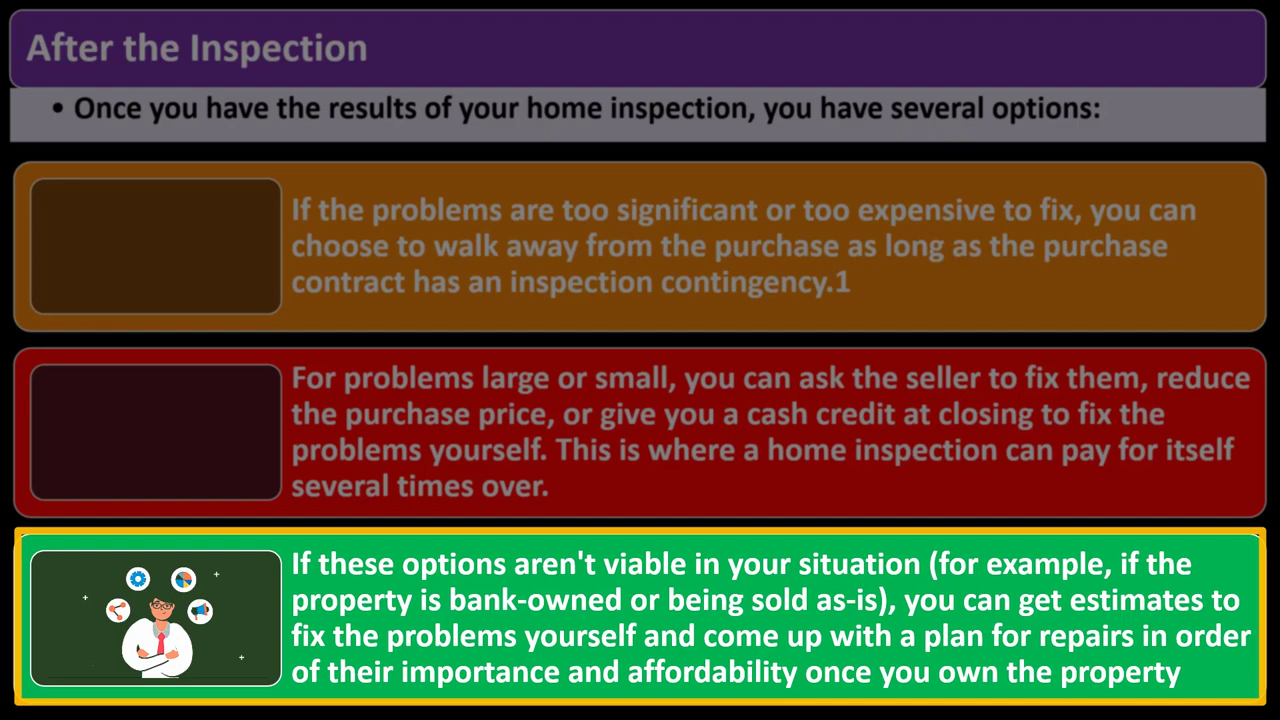 After the Inspection
• Once you have the results of your home inspection, you have several options:
If the problems are too significant or too expensive to fix, you can
choose to walk away from the purchase as long as the purchase
contract has an inspection contingency.1
For problems large or small, you can ask the seller to fix them, reduce
the purchase price, or give you a cash credit at closing to fix the
problems yourself. This is where a home inspection can pay for itself
several times over.
If these options aren't viable in your situation (for example, if the
property is bank-owned or being sold as-is), you can get estimates to
fix the problems yourself and come up with a plan for repairs in order
of their importance and affordability once you own the property